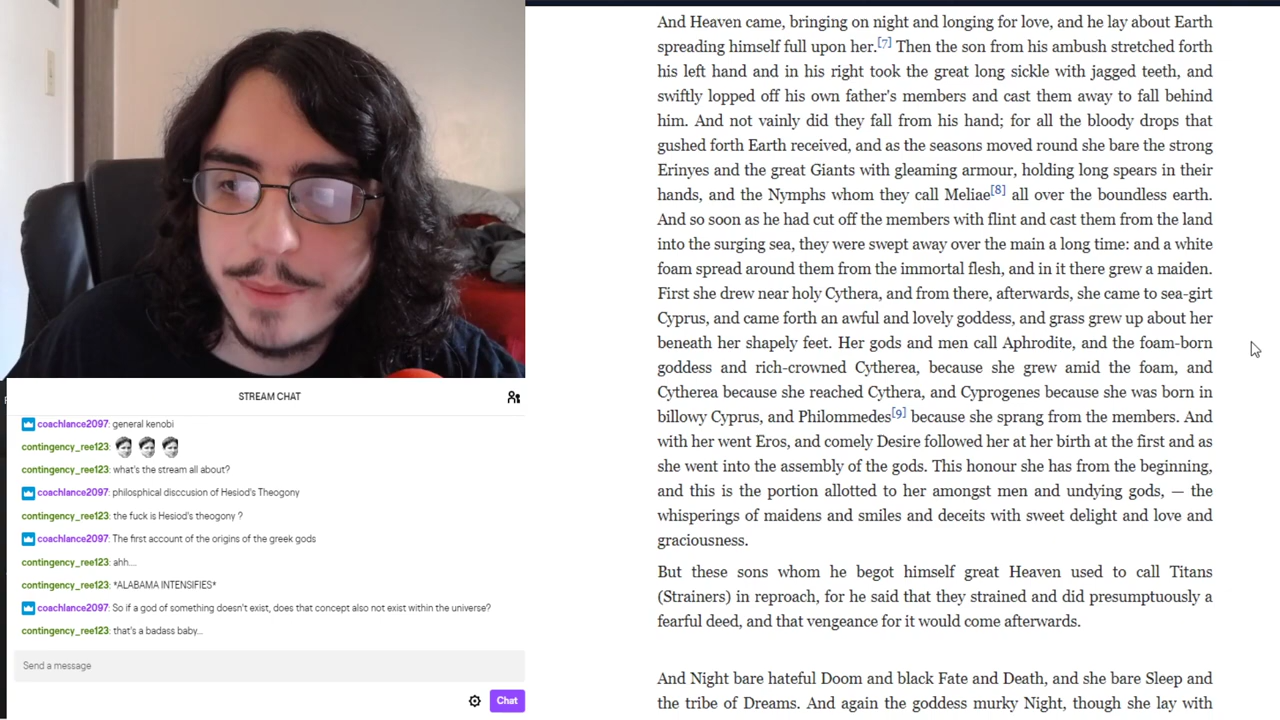 STREAM CHAT
coachlance2097: general kenobi
contingency_ree123:
contingency_ree123: what's the stream all about?
coachlance2097: philosphical disccusion of Hesiod's Theogony
contingency_ree123: the fuck is Hesiod's theogony ?
coachlance2097: The first account of the origins of the greek gods
contingency_ree123: ahh....
contingency_ree123: *ALABAMA INTENSIFIES*
coachlance2097: So if a god of something doesn't exist, does that concept also not exist within the universe?
contingency_ree123: that's a badass baby...
Send a message
Chat
And Heaven came, bringing on night and longing for love, and he lay about Earth
spreading himself full upon her.[7] Then the son from his ambush stretched forth
his left hand and in his right took the great long sickle with jagged teeth, and
swiftly lopped off his own father's members and cast them away to fall behind
him. And not vainly did they fall from his hand; for all the bloody drops that
gushed forth Earth received, and as the seasons moved round she bare the strong
Erinyes and the great Giants with gleaming armour, holding long spears in their
hands, and the Nymphs whom they call Meliae[8] all over the boundless earth.
And so soon as he had cut off the members with flint and cast them from the land
into the surging sea, they were swept away over the main a long time: and a white
foam spread around them from the immortal flesh, and in it there grew a maiden.
First she drew near holy Cythera, and from there, afterwards, she came to sea-girt
Cyprus, and came forth an awful and lovely goddess, and grass grew up about her
beneath her shapely feet. Her gods and men call Aphrodite, and the foam-born
goddess and rich-crowned Cytherea, because she grew amid the foam, and
Cytherea because she reached Cythera, and Cyprogenes because she was born in
billowy Cyprus, and Philommedes[9] because she sprang from the members. And
with her went Eros, and comely Desire followed her at her birth at the first and as
she went into the assembly of the gods. This honour she has from the beginning,
and this is the portion allotted to her amongst men and undying gods, — the
whisperings of maidens and smiles and deceits with sweet delight and love and
graciousness.
But these sons whom he begot himself great Heaven used to call Titans
(Strainers) in reproach, for he said that they strained and did presumptuously a
fearful deed, and that vengeance for it would come afterwards.
And Night bare hateful Doom and black Fate and Death, and she bare Sleep and
the tribe of Dreams. And again the goddess murky Night, though she lay with